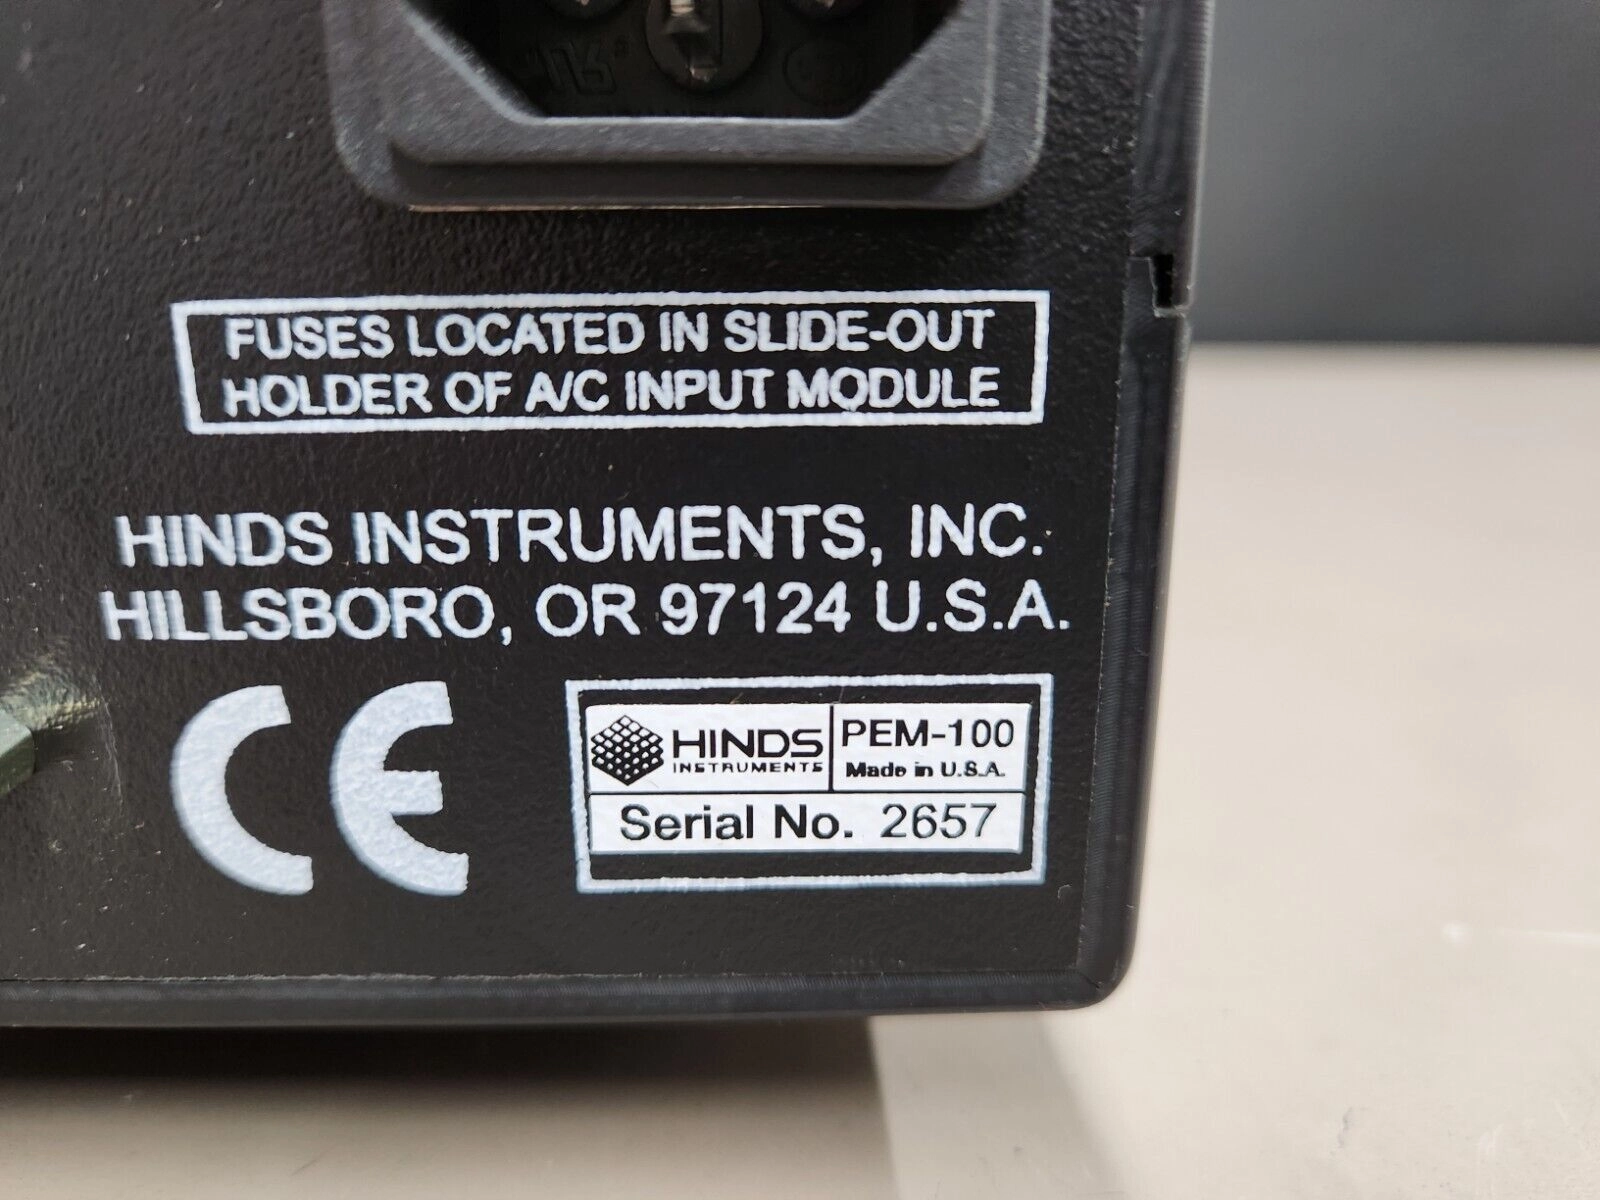 FUSES LOCATED IN SLIDE-OUT
HOLDER OF A/C INPUT MODULE
HINDS INSTRUMENTS, INC.
HILLSBORO, OR 97124 U.S.A.
CE
HINDS
INSTRUMENTS
PEM-100
Made in U.S.A.
Serial No. 2657